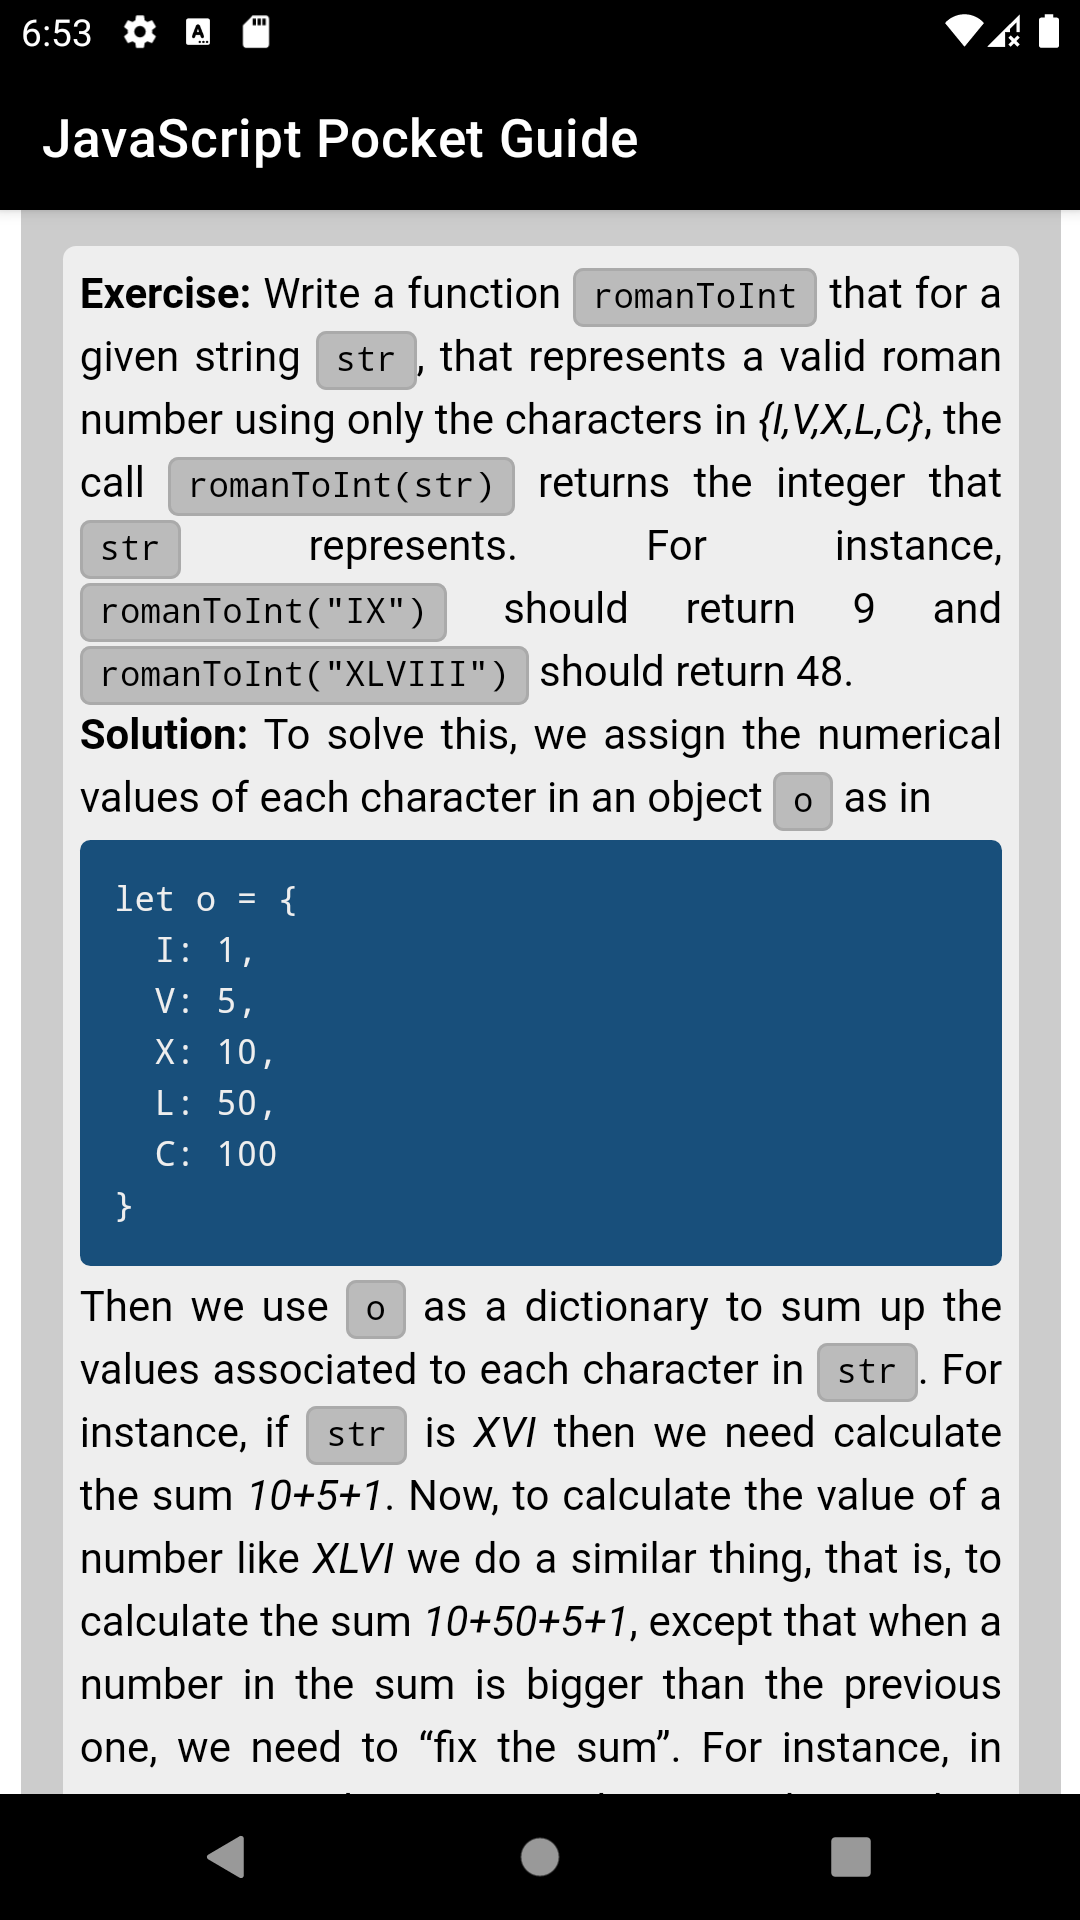 6:53
JavaScript Pocket Guide
Exercise: Write a function romanToInt that for a
given string str, that represents a valid roman
number using only the characters in {I,V,X,L,C}, the
call romanToInt(str) returns the integer that
str represents. For instance,
romanToInt("IX") should return 9 and
romanToInt("XLVIII") should return 48.
Solution: To solve this, we assign the numerical
values of each character in an object o as in
let o = {
  I: 1,
  V: 5,
  X: 10,
  L: 50,
  C: 100
}
Then we use o as a dictionary to sum up the
values associated to each character in str. For
instance, if str is XVI then we need calculate
the sum 10+5+1. Now, to calculate the value of a
number like XLVI we do a similar thing, that is, to
calculate the sum 10+50+5+1, except that when a
number in the sum is bigger than the previous
one, we need to “fix the sum”. For instance, in